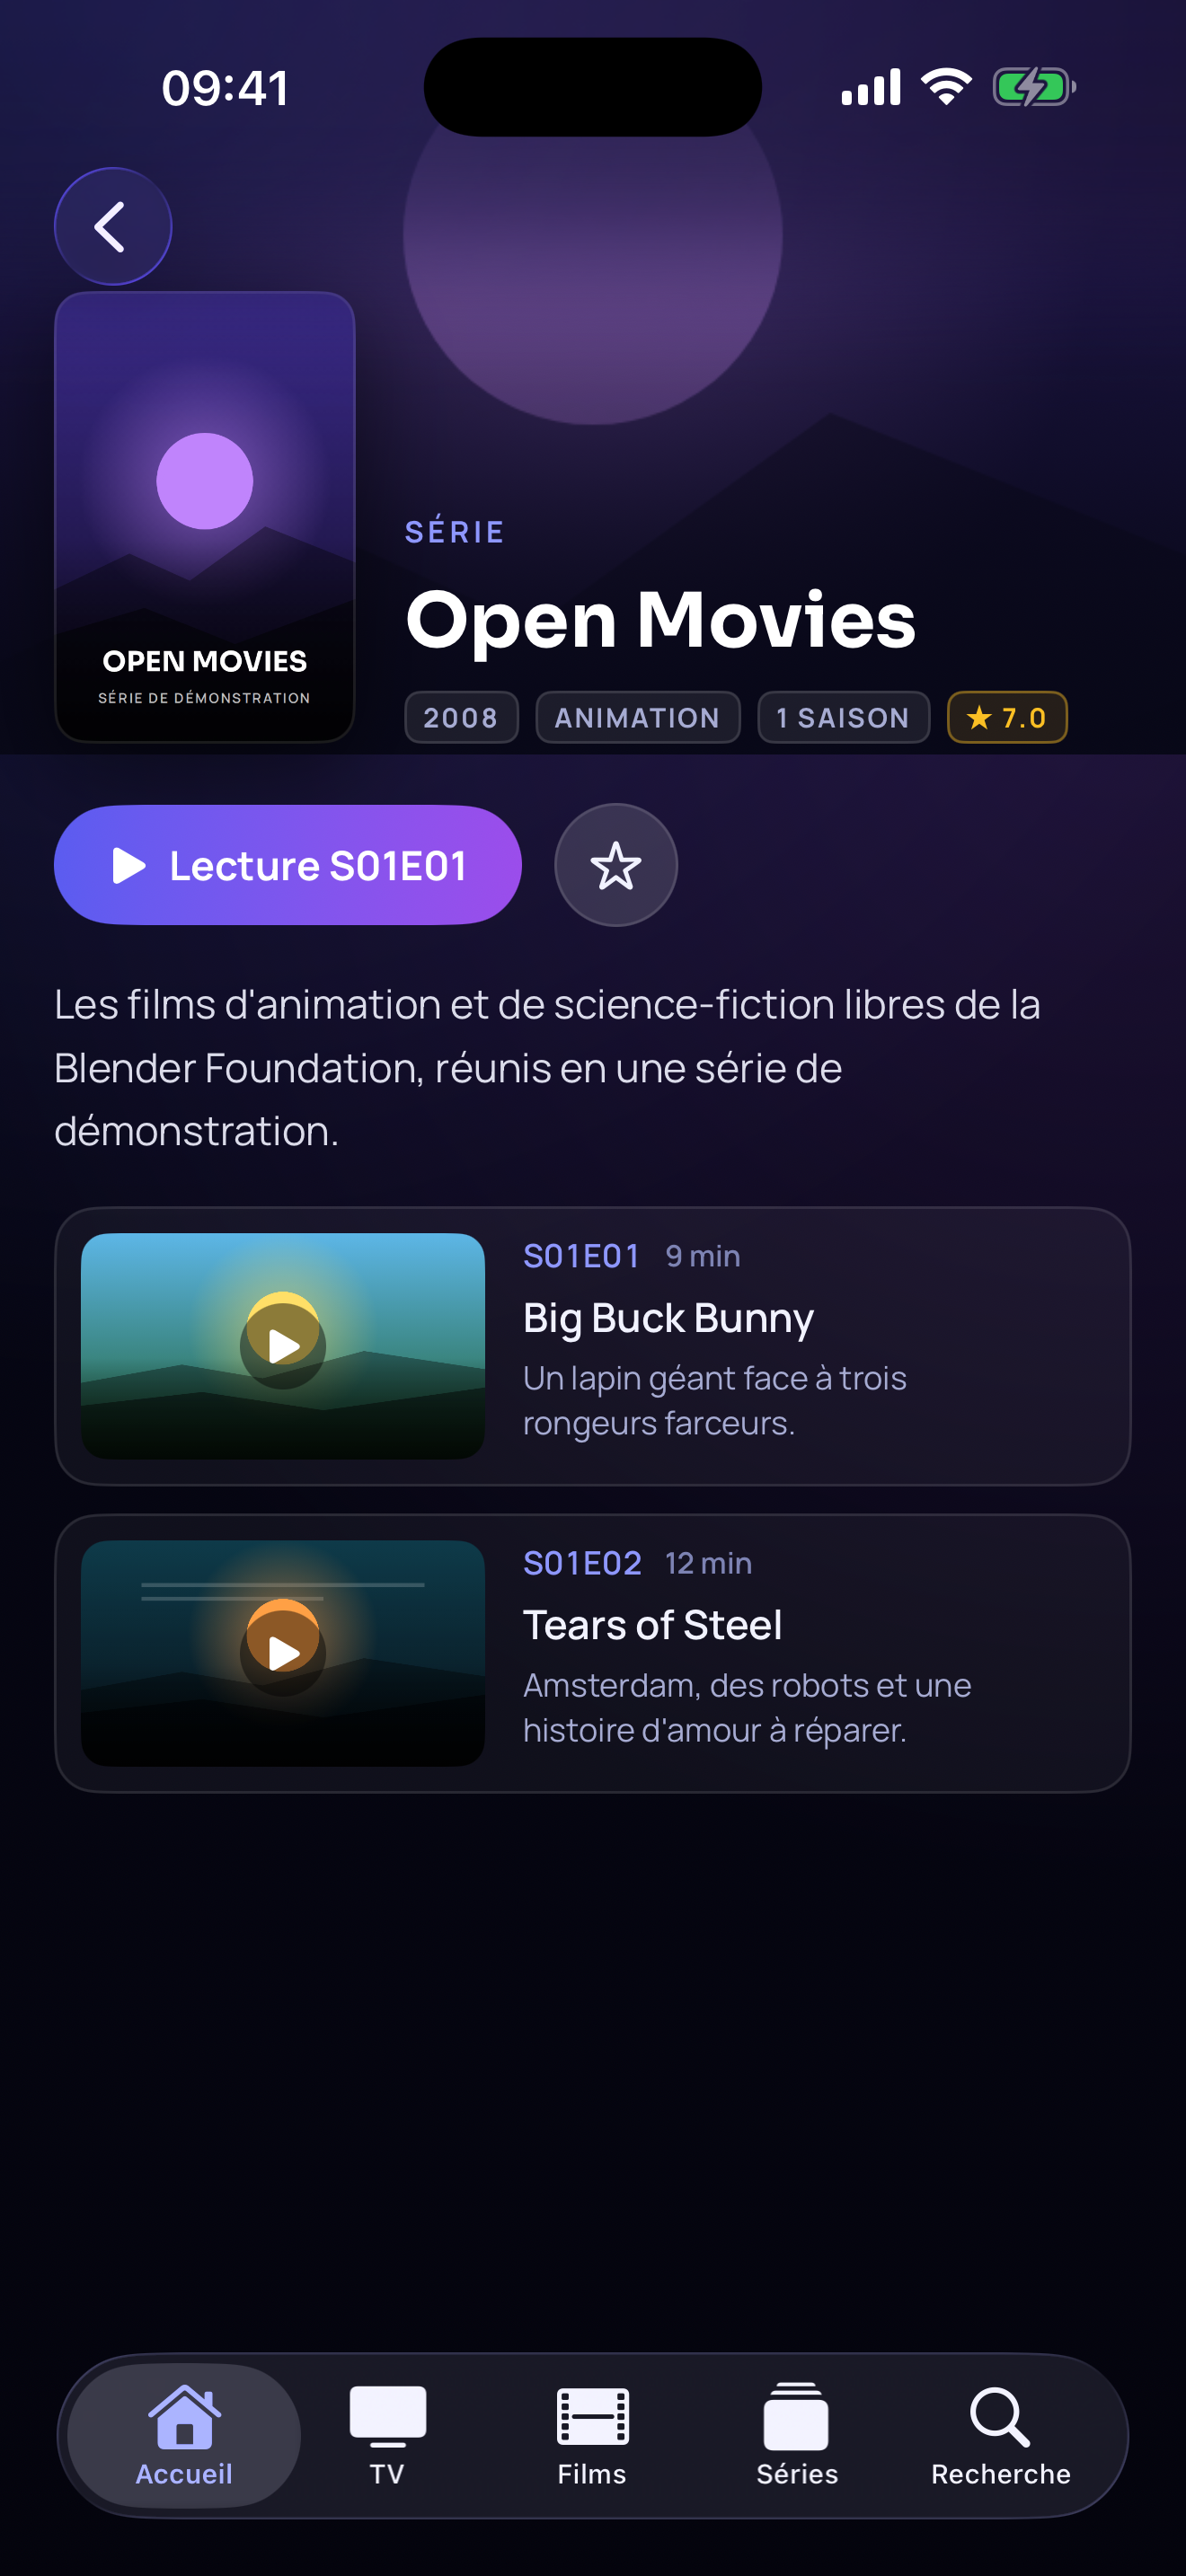 09:41
OPEN MOVIES
SÉRIE DE DÉMONSTRATION
SÉRIE
Open Movies
2008 ANIMATION 1 SAISON ★ 7.0
Lecture S01E01
Les films d'animation et de science-fiction libres de la
Blender Foundation, réunis en une série de
démonstration.
S01E01 9 min
Big Buck Bunny
Un lapin géant face à trois
rongeurs farceurs.
S01E02 12 min
Tears of Steel
Amsterdam, des robots et une
histoire d'amour à réparer.
Accueil TV Films Séries Recherche